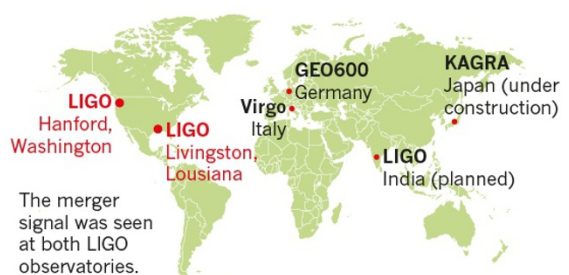 LIGO
Hanford,
Washington
LIGO
Livingston,
Lousiana
GEO600
Germany
Virgo
Italy
KAGRA
Japan (under
construction)
LIGO
India (planned)
The merger
signal was seen
at both LIGO
observatories.